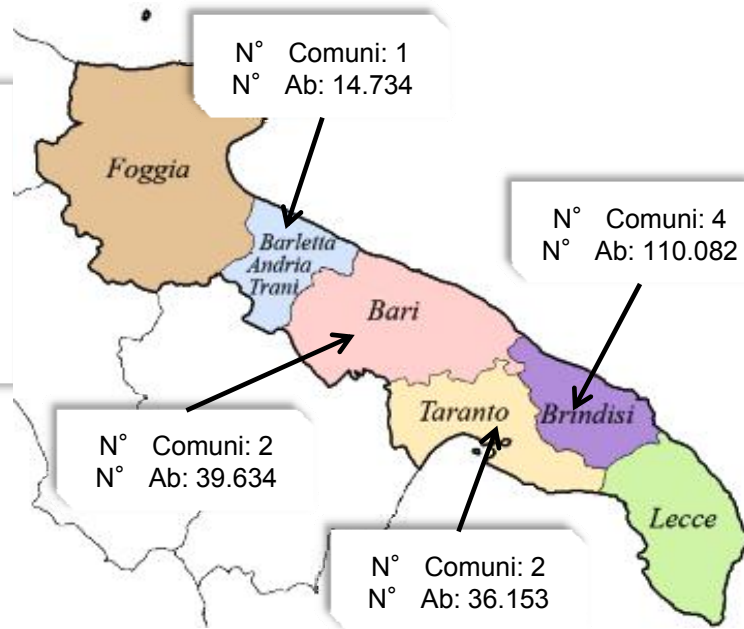 N° Comuni: 1
N° Ab: 14.734
Foggia
N° Comuni: 4
N° Ab: 110.082
Barletta
Andria
Trani
Bari
Taranto
Brindisi
N° Comuni: 2
N° Ab: 39.634
Lecce
N° Comuni: 2
N° Ab: 36.153